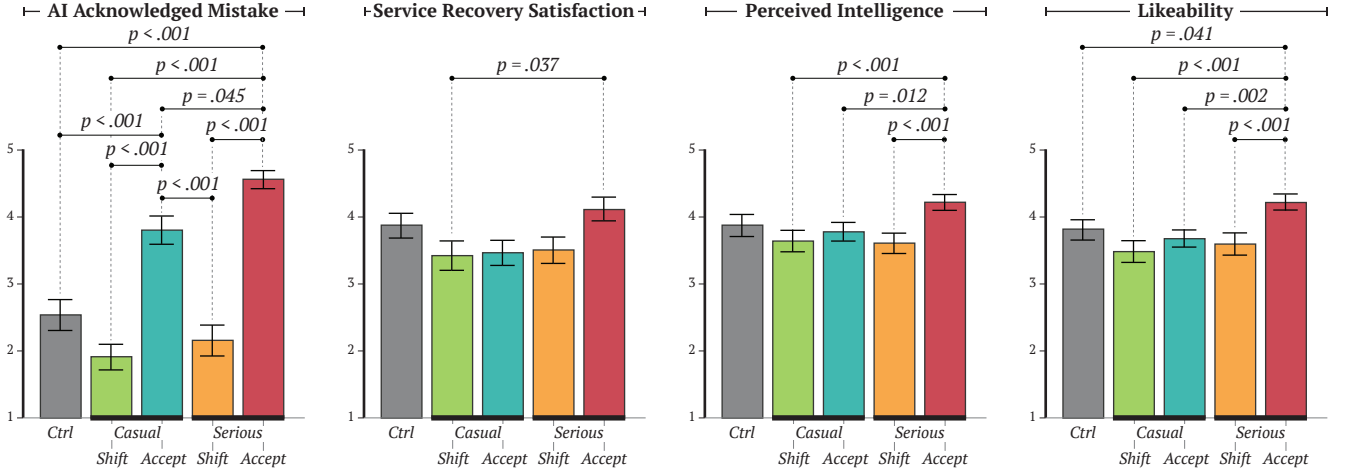 AI Acknowledged Mistake
p < .001
p < .001
p = .045
p < .001
p < .001
p < .001
p < .001
5
4
3
2
1
Ctrl
Casual
Serious
Shift
Accept
Shift
Accept
Service Recovery Satisfaction
p = .037
5
4
3
2
1
Ctrl
Casual
Serious
Shift
Accept
Shift
Accept
Perceived Intelligence
p < .001
p = .012
p < .001
5
4
3
2
1
Ctrl
Casual
Serious
Shift
Accept
Shift
Accept
Likeability
p = .041
p < .001
p = .002
p < .001
5
4
3
2
1
Ctrl
Casual
Serious
Shift
Accept
Shift
Accept